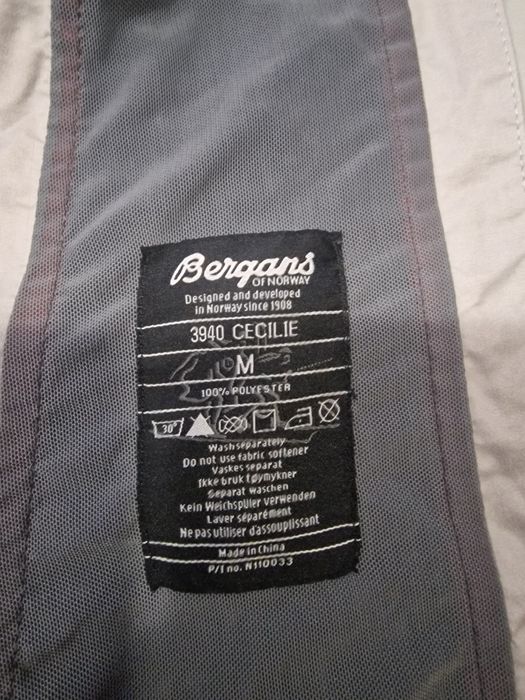 Bergans
OF NORWAY
Designed and developed
in Norway since 1908
3940 CECILIE
M
100% POLYESTER
30°
Wash separately
Do not use fabric softener
Vaskes separat
Ikke bruk tøymykner
Separat waschen
Kein Weichspüler verwenden
Laver séparément
Ne pas utiliser d'assouplissant
Made in China
P/I no. N110033